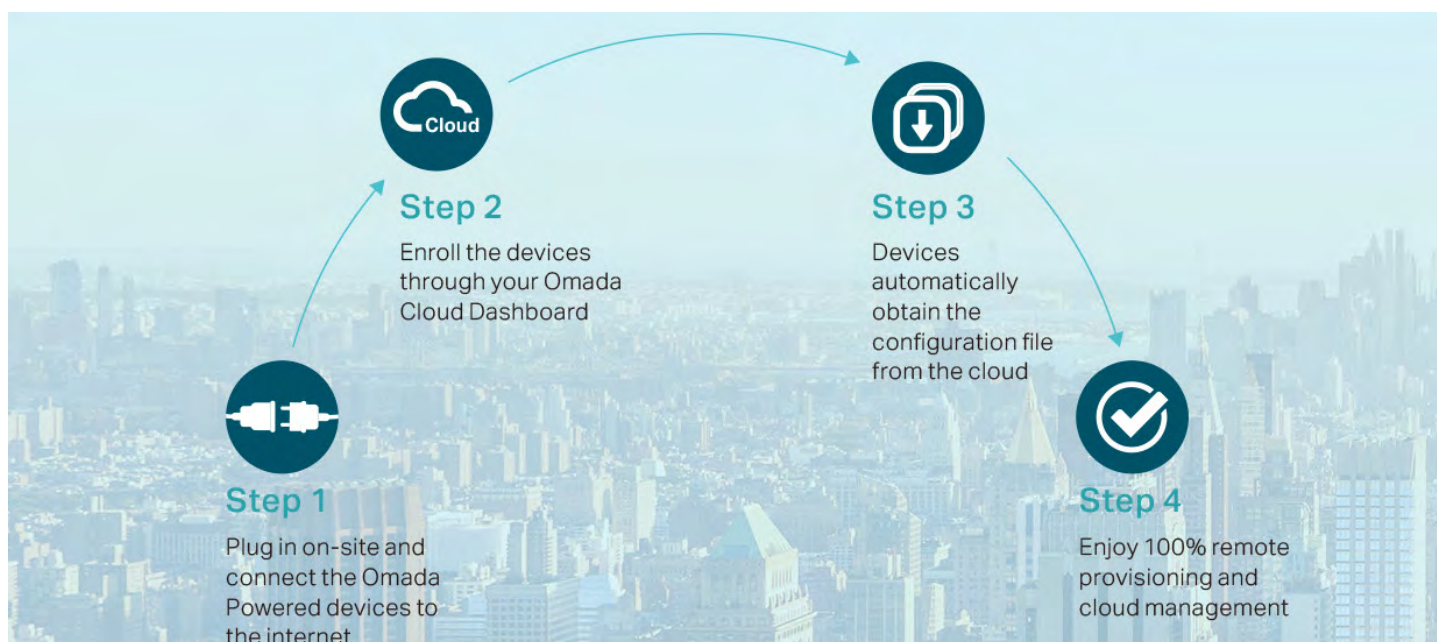 Cloud
Step 2
Enroll the devices
through your Omada
Cloud Dashboard
Step 3
Devices
automatically
obtain the
configuration file
from the cloud
Step 1
Plug in on-site and
connect the Omada
Powered devices to
the internet
Step 4
Enjoy 100% remote
provisioning and
cloud management